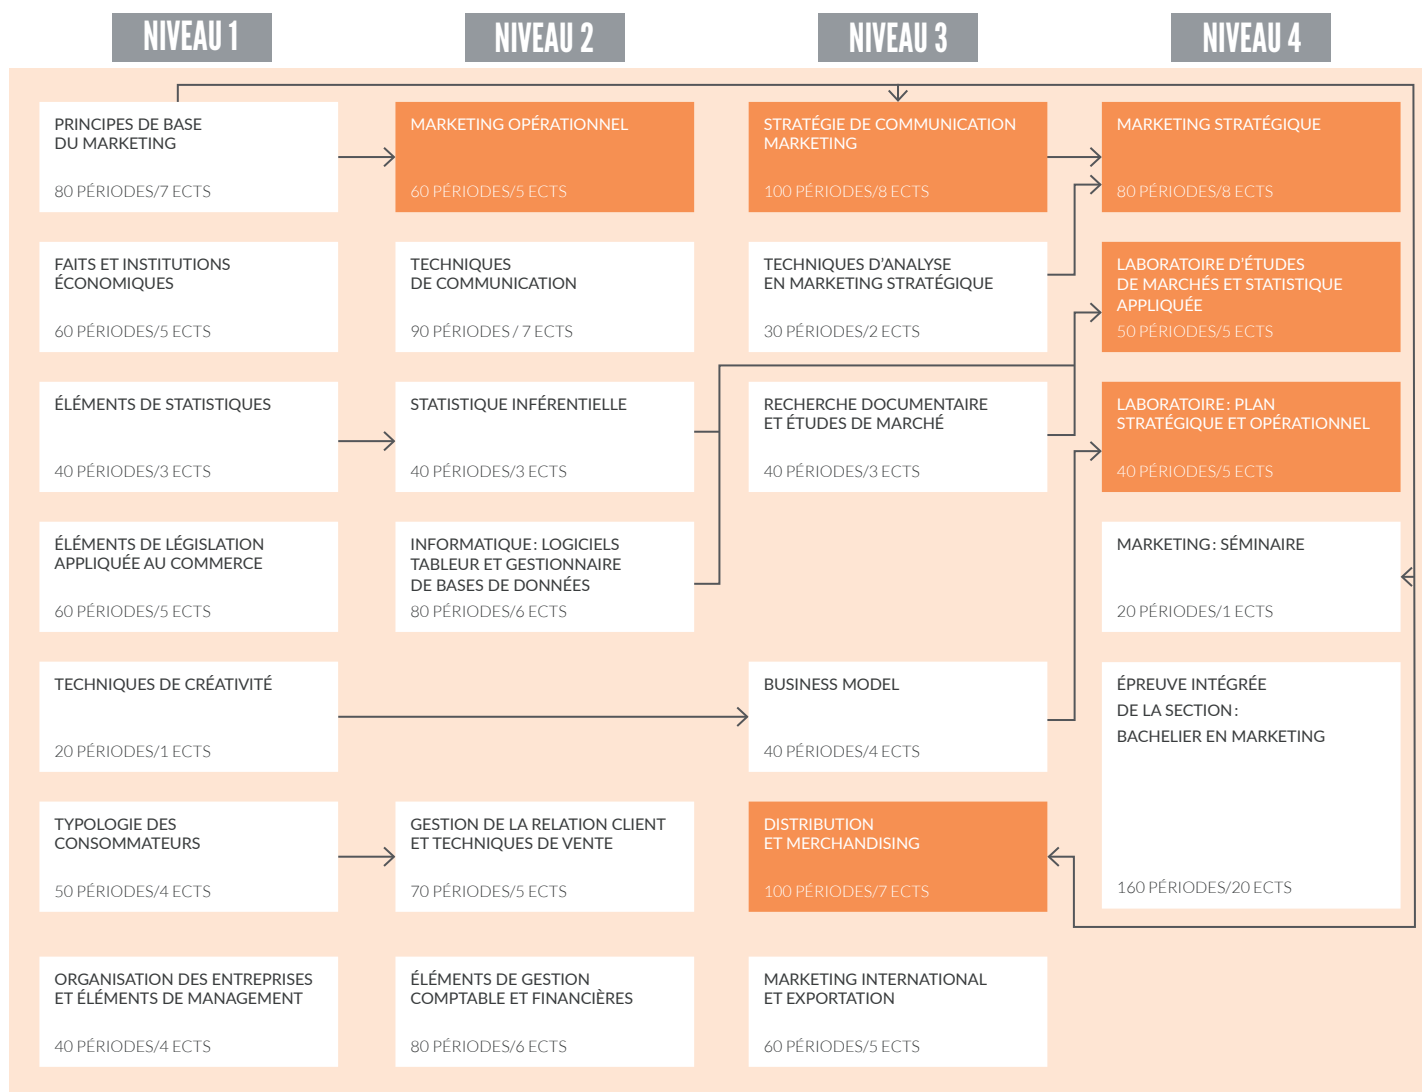 NIVEAU 1
NIVEAU 2
NIVEAU 3
NIVEAU 4
PRINCIPES DE BASE
DU MARKETING
80 PÉRIODES/7 ECTS
MARKETING OPÉRATIONNEL
60 PÉRIODES/5 ECTS
STRATÉGIE DE COMMUNICATION
MARKETING
100 PÉRIODES/8 ECTS
MARKETING STRATÉGIQUE
80 PÉRIODES/8 ECTS
FAITS ET INSTITUTIONS
ÉCONOMIQUES
60 PÉRIODES/5 ECTS
TECHNIQUES
DE COMMUNICATION
90 PÉRIODES / 7 ECTS
TECHNIQUES D'ANALYSE
EN MARKETING STRATÉGIQUE
30 PÉRIODES/2 ECTS
LABORATOIRE D'ÉTUDES
DE MARCHÉS ET STATISTIQUE
APPLIQUÉE
50 PÉRIODES/5 ECTS
ÉLÉMENTS DE STATISTIQUES
40 PÉRIODES/3 ECTS
STATISTIQUE INFÉRENTIELLE
40 PÉRIODES/3 ECTS
RECHERCHE DOCUMENTAIRE
ET ÉTUDES DE MARCHÉ
40 PÉRIODES/3 ECTS
LABORATOIRE : PLAN
STRATÉGIQUE ET OPÉRATIONNEL
40 PÉRIODES/5 ECTS
ÉLÉMENTS DE LÉGISLATION
APPLIQUÉE AU COMMERCE
60 PÉRIODES/5 ECTS
INFORMATIQUE : LOGICIELS
TABLEUR ET GESTIONNAIRE
DE BASES DE DONNÉES
80 PÉRIODES/6 ECTS
MARKETING : SÉMINAIRE
20 PÉRIODES/1 ECTS
TECHNIQUES DE CRÉATIVITÉ
20 PÉRIODES/1 ECTS
BUSINESS MODEL
40 PÉRIODES/4 ECTS
ÉPREUVE INTÉGRÉE
DE LA SECTION :
BACHELIER EN MARKETING
160 PÉRIODES/20 ECTS
TYPOLOGIE DES
CONSOMMATEURS
50 PÉRIODES/4 ECTS
GESTION DE LA RELATION CLIENT
ET TECHNIQUES DE VENTE
70 PÉRIODES/5 ECTS
DISTRIBUTION
ET MERCHANDISING
100 PÉRIODES/7 ECTS
ORGANISATION DES ENTREPRISES
ET ÉLÉMENTS DE MANAGEMENT
40 PÉRIODES/4 ECTS
ÉLÉMENTS DE GESTION
COMPTABLE ET FINANCIÈRES
80 PÉRIODES/6 ECTS
MARKETING INTERNATIONAL
ET EXPORTATION
60 PÉRIODES/5 ECTS